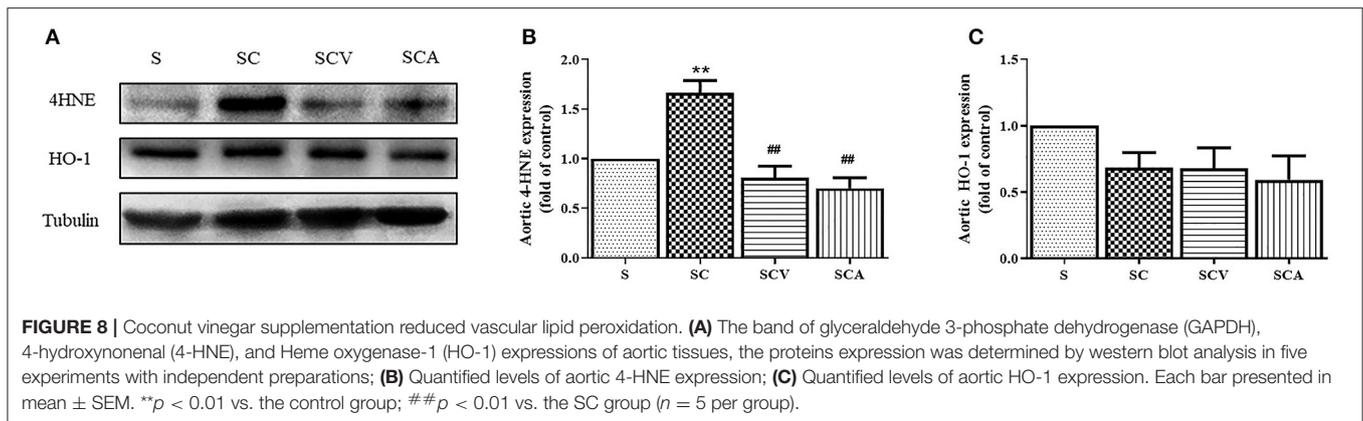 A
S SC SCV SCA
4HNE
HO-1
Tubulin
B
Aortic 4-HNE expression
(fold of control)
2.0
1.5
1.0
0.5
0.0
**
##
##
S SC SCV SCA
C
Aortic HO-1 expression
(fold of control)
1.5
1.0
0.5
0.0
S SC SCV SCA
FIGURE 8 | Coconut vinegar supplementation reduced vascular lipid peroxidation. (A) The band of glyceraldehyde 3-phosphate dehydrogenase (GAPDH),
4-hydroxynonenal (4-HNE), and Heme oxygenase-1 (HO-1) expressions of aortic tissues, the proteins expression was determined by western blot analysis in five
experiments with independent preparations; (B) Quantified levels of aortic 4-HNE expression; (C) Quantified levels of aortic HO-1 expression. Each bar presented in
mean ± SEM. **p < 0.01 vs. the control group; ##p < 0.01 vs. the SC group (n = 5 per group).